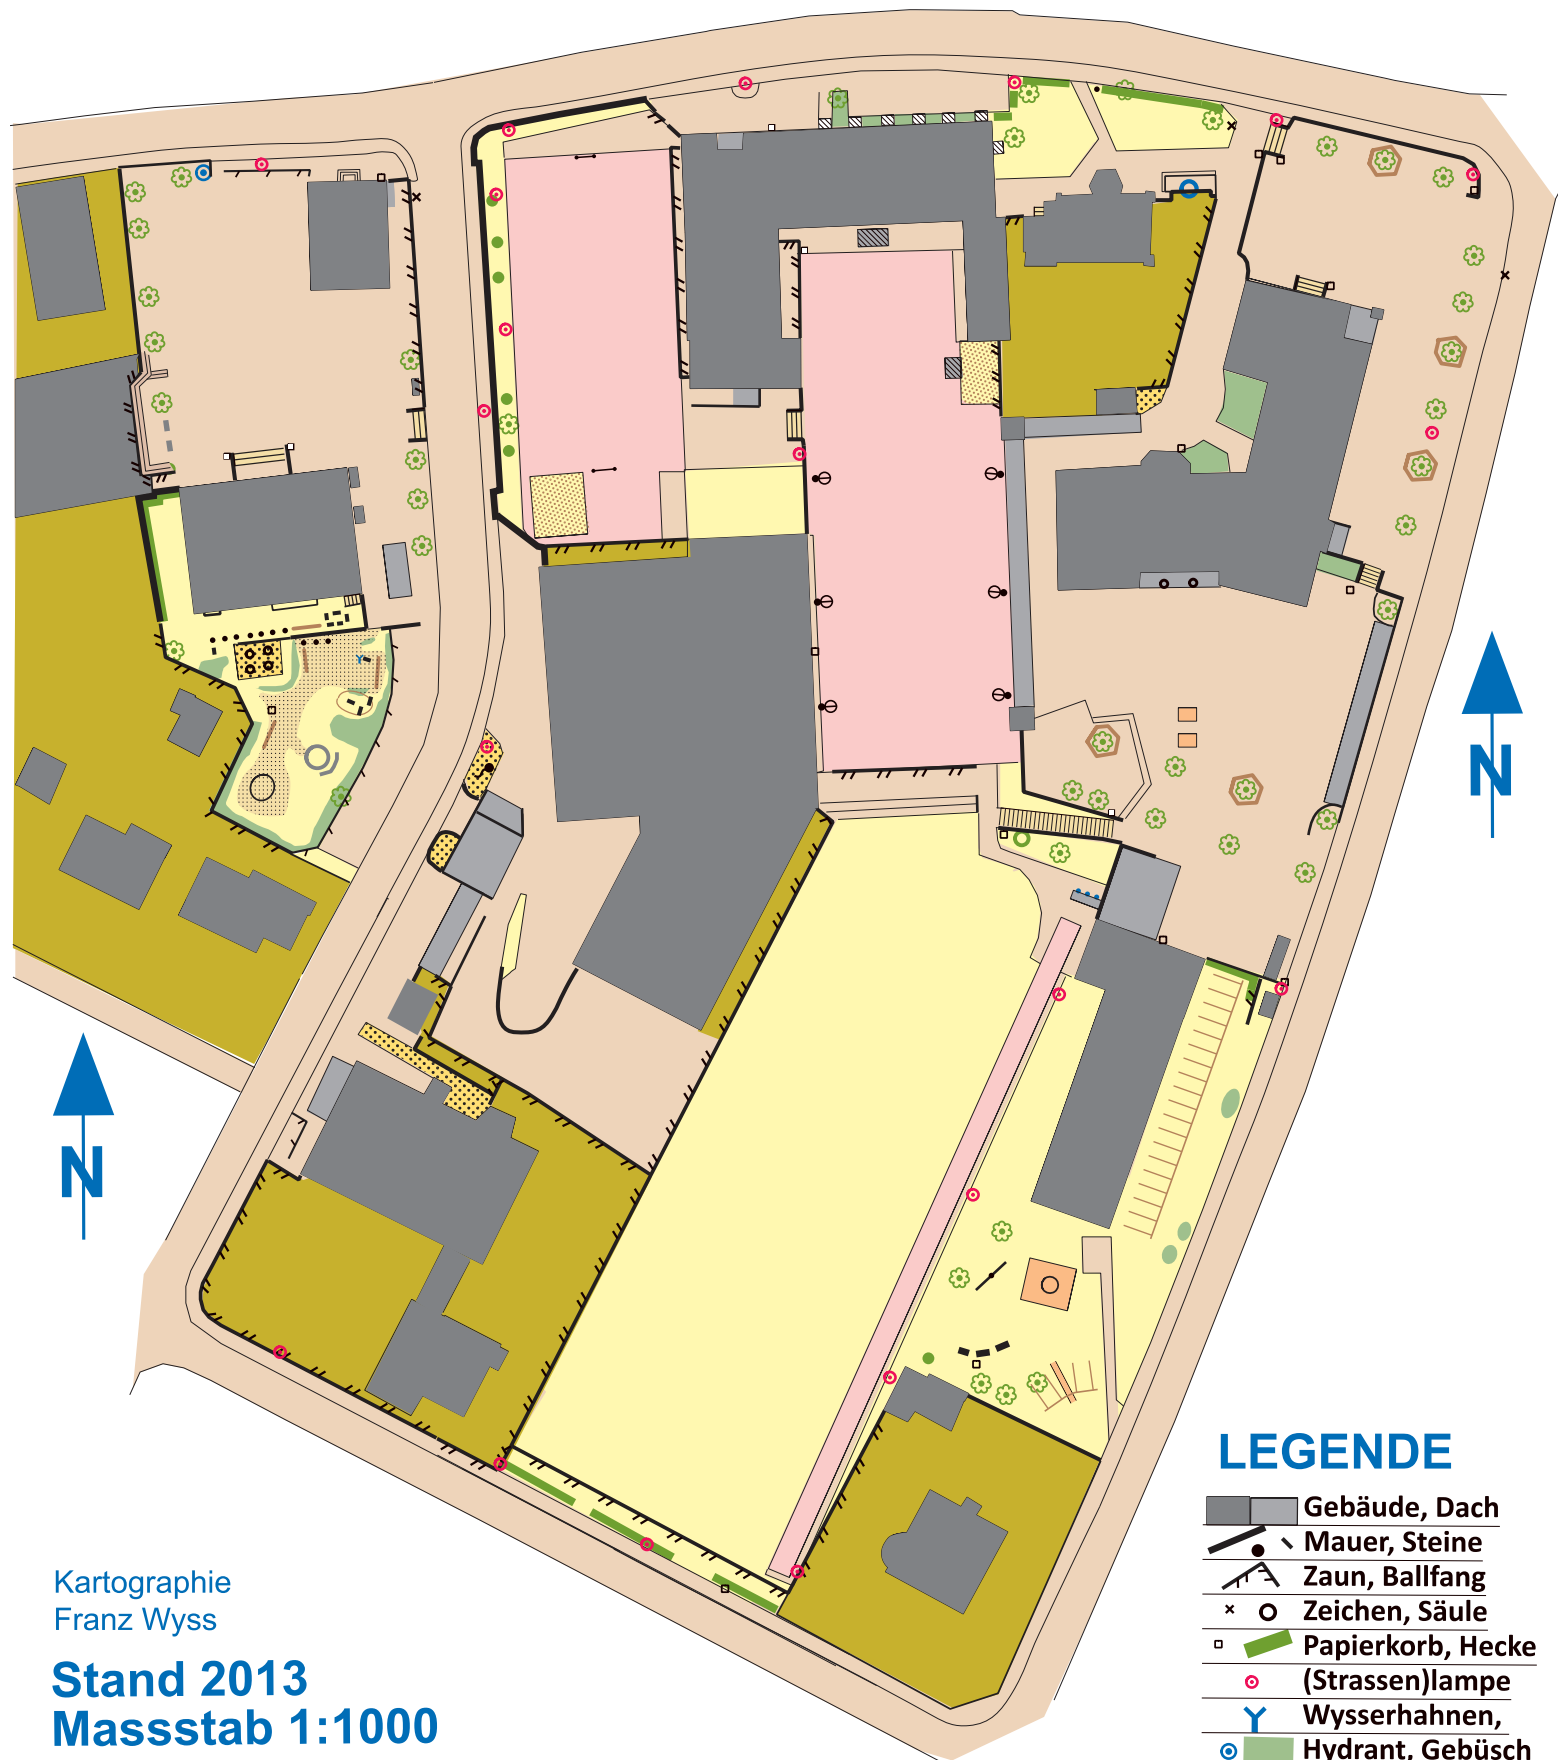 N
N
LEGENDE
Gebäude, Dach
Mauer, Steine
Zaun, Ballfang
Zeichen, Säule
Papierkorb, Hecke
(Strassen)lampe
Wysserhahnen,
Hydrant, Gebüsch
Kartographie
Franz Wyss
Stand 2013
Massstab 1:1000